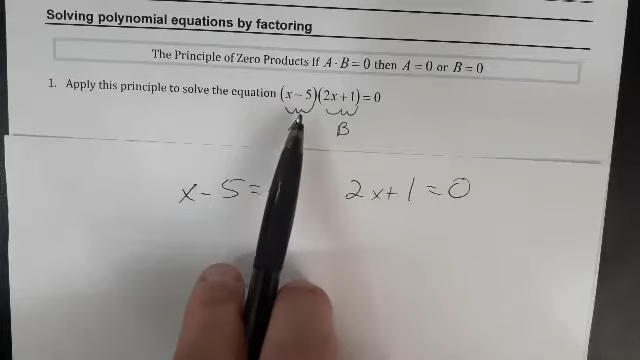 Solving polynomial equations by factoring
The Principle of Zero Products If A · B = 0 then A = 0 or B = 0
1. Apply this principle to solve the equation (x − 5)(2x + 1) = 0
B
x − 5 = 2x + 1 = 0